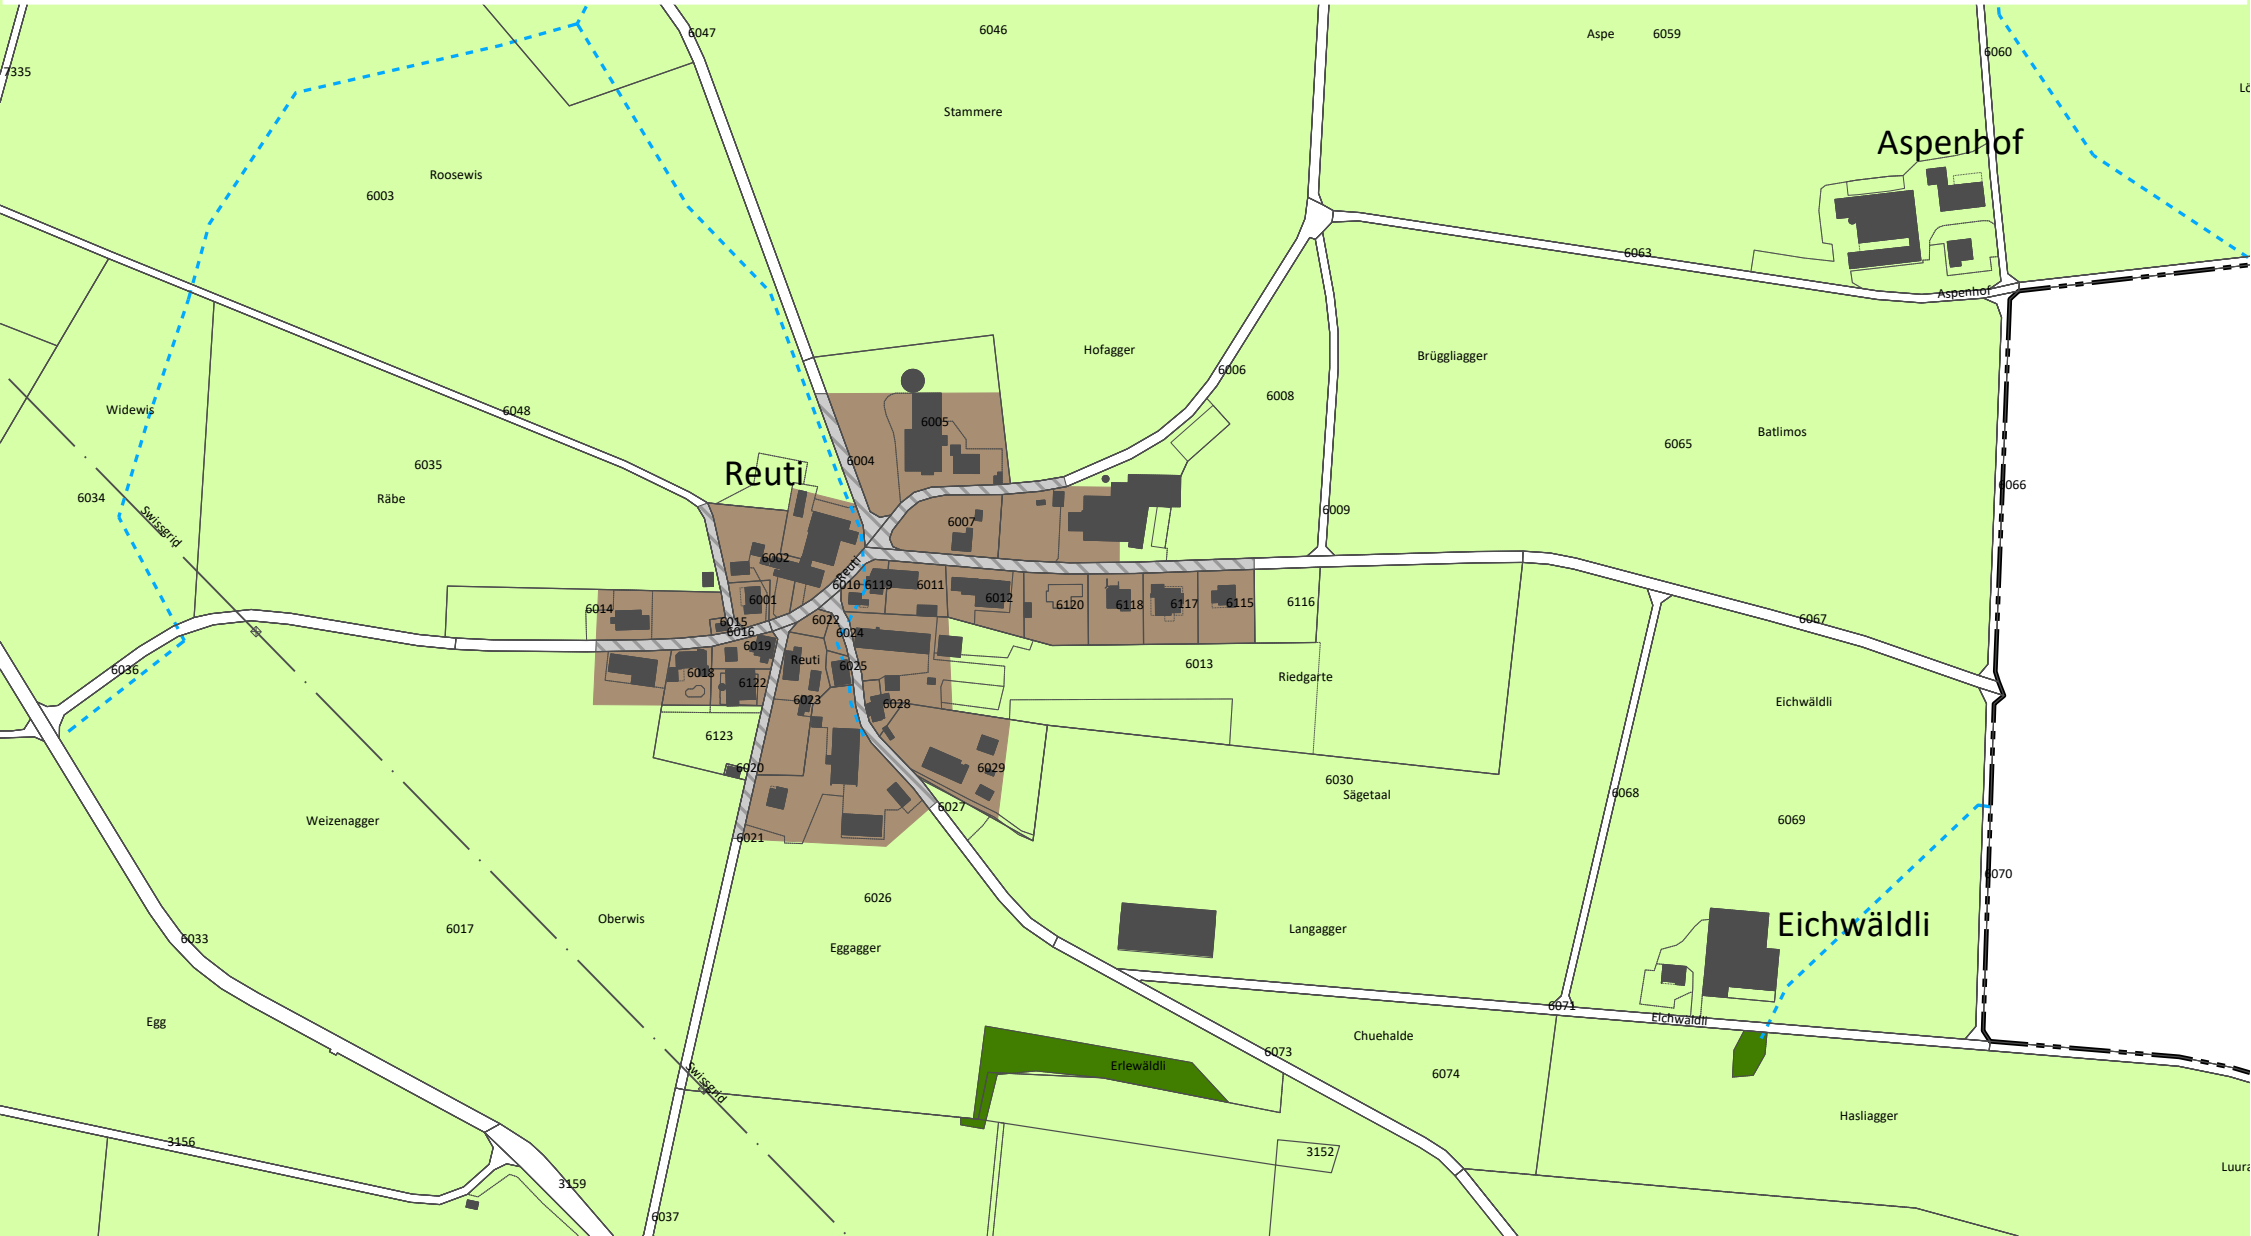 6047
6046
Aspe 6059
6060
7335
Lö
Stammere
Aspenhof
Roosewis
6003
6063
Aspenhof
Hofagger
Brüggliagger
6006
6008
Widewis
6048
6005
Batlimos
6065
6004
6035
Reuti
6034
Räbe
6066
Swissgrid
6007
6009
6002
Reuti
6010
6119
6011
6012
6001
6120
6118
6117
6115
6116
6014
6015
6022
6016
6024
6067
6019
Reuti
6025
6013
6036
6018
6122
Riedgarte
6023
6028
Eichwäldli
6123
6020
6029
6030
Sägetaal
6068
6027
6069
Weizenagger
6021
6070
6026
Oberwis
6017
Langagger
Eichwäldli
6033
Eggagger
6071
Eichwäldli
Egg
Chuehalde
6073
Erlewäldli
6074
Swissgrid
Hasliagger
3156
3152
Luura
3159
6037